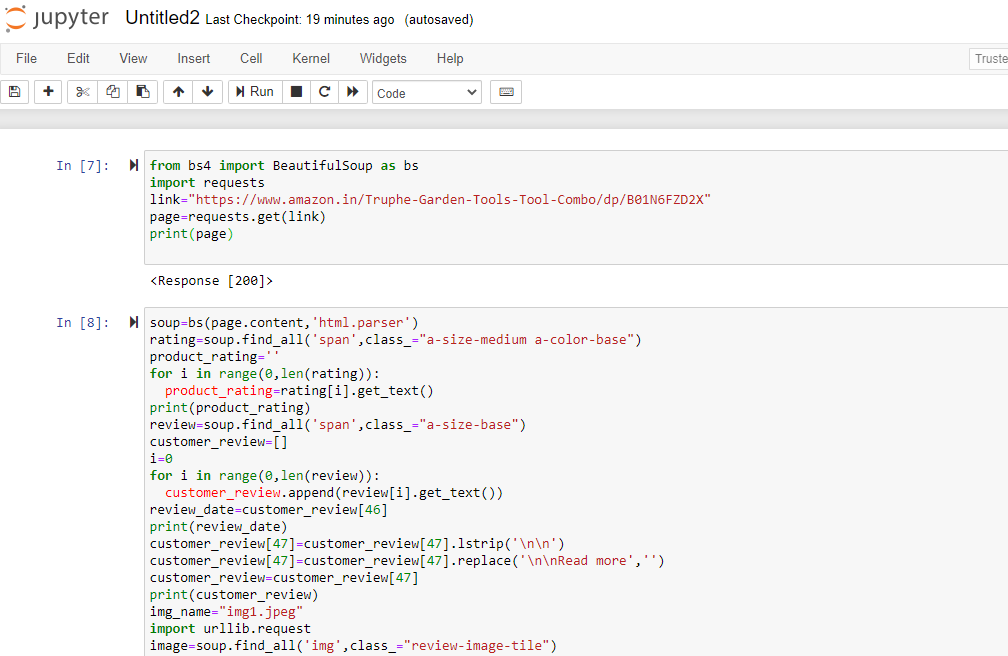 jupyter Untitled2 Last Checkpoint: 19 minutes ago (autosaved)
File Edit View Insert Cell Kernel Widgets Help Truste
Run Code
In [7]:
from bs4 import BeautifulSoup as bs
import requests
link="https://www.amazon.in/Truphe-Garden-Tools-Tool-Combo/dp/B01N6FZD2X"
page=requests.get(link)
print(page)
<Response [200]>
In [8]:
soup=bs(page.content,'html.parser')
rating=soup.find_all('span',class_="a-size-medium a-color-base")
product_rating=''
for i in range(0,len(rating)):
  product_rating=rating[i].get_text()
print(product_rating)
review=soup.find_all('span',class_="a-size-base")
customer_review=[]
i=0
for i in range(0,len(review)):
  customer_review.append(review[i].get_text())
review_date=customer_review[46]
print(review_date)
customer_review[47]=customer_review[47].lstrip('\n\n')
customer_review[47]=customer_review[47].replace('\n\nRead more','')
customer_review=customer_review[47]
print(customer_review)
img_name="img1.jpeg"
import urllib.request
image=soup.find_all('img',class_="review-image-tile")